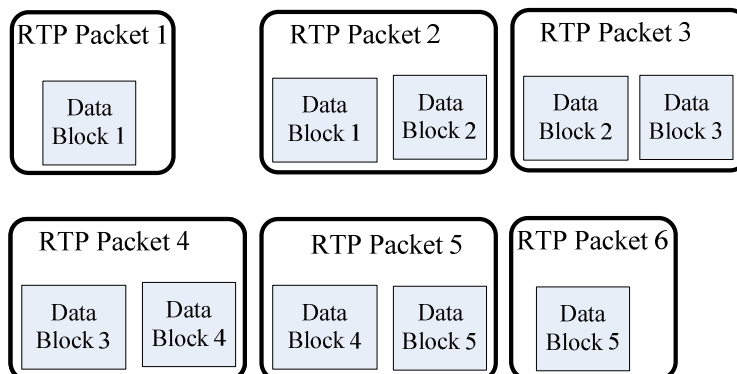 RTP Packet 1
Data
Block 1
RTP Packet 2
Data
Block 1
Data
Block 2
RTP Packet 3
Data
Block 2
Data
Block 3
RTP Packet 4
Data
Block 3
Data
Block 4
RTP Packet 5
Data
Block 4
Data
Block 5
RTP Packet 6
Data
Block 5